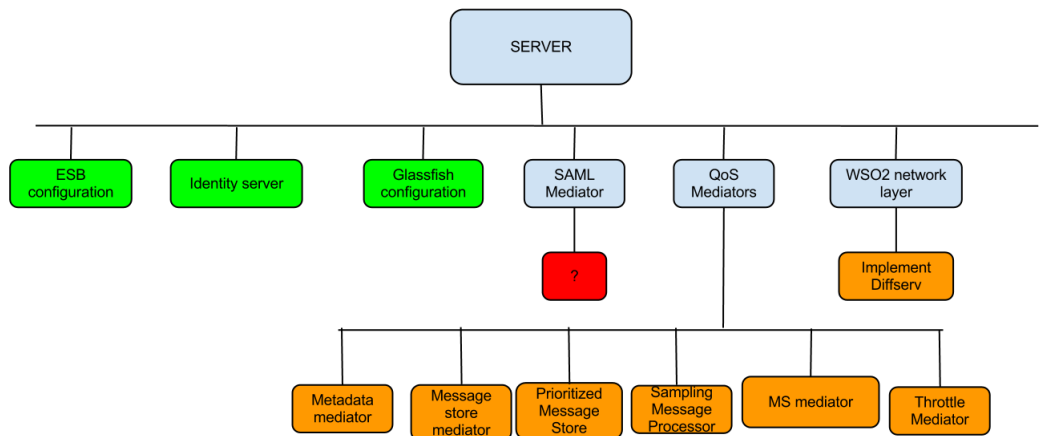 SERVER
ESB
configuration
Identity server
Glassfish
configuration
SAML
Mediator
QoS
Mediators
WSO2 network
layer
?
Implement
Diffserv
Metadata
mediator
Message
store
mediator
Prioritized
Message
Store
Sampling
Message
Processor
MS mediator
Throttle
Mediator